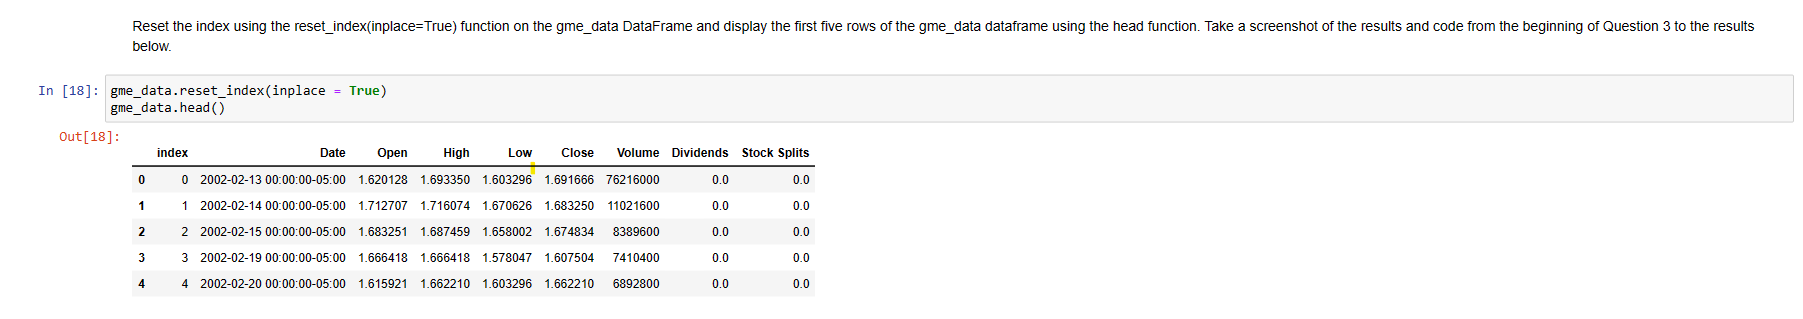 Reset the index using the reset_index(inplace=True) function on the gme_data DataFrame and display the first five rows of the gme_data dataframe using the head function. Take a screenshot of the results and code from the beginning of Question 3 to the results
below.
In [18]: gme_data.reset_index(inplace = True)
gme_data.head()
Out[18]:
index Date Open High Low Close Volume Dividends Stock Splits
0 0 2002-02-13 00:00:00-05:00 1.620128 1.693350 1.603296 1.691666 76216000 0.0 0.0
1 1 2002-02-14 00:00:00-05:00 1.712707 1.716074 1.670626 1.683250 11021600 0.0 0.0
2 2 2002-02-15 00:00:00-05:00 1.683251 1.687459 1.658002 1.674834 8389600 0.0 0.0
3 3 2002-02-19 00:00:00-05:00 1.666418 1.666418 1.578047 1.607504 7410400 0.0 0.0
4 4 2002-02-20 00:00:00-05:00 1.615921 1.662210 1.603296 1.662210 6892800 0.0 0.0